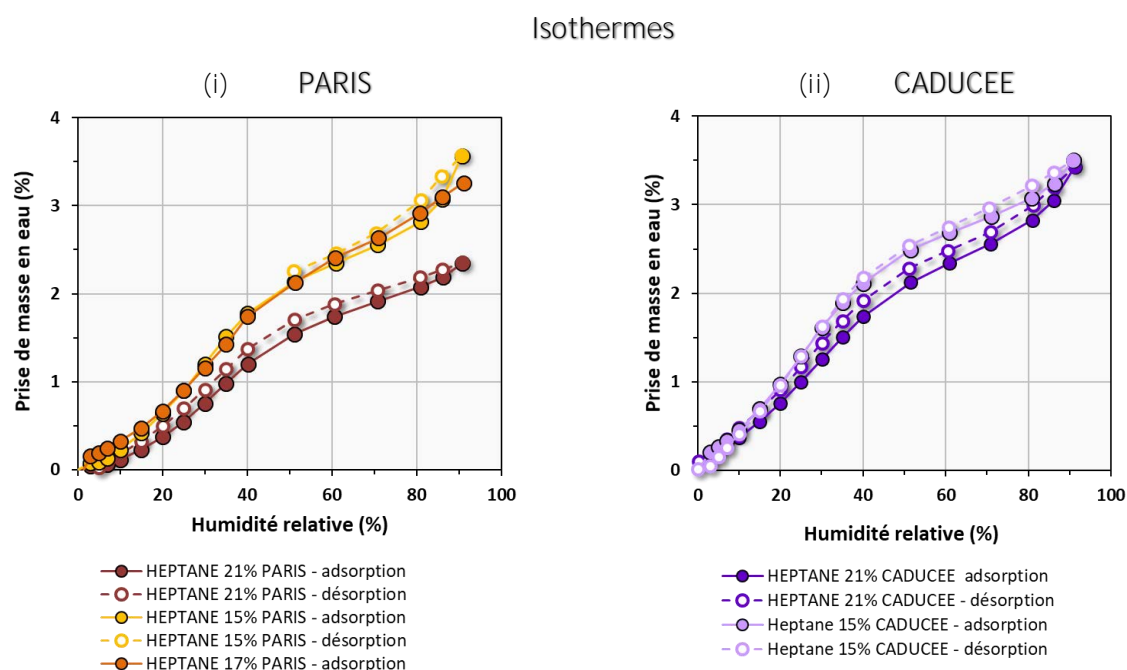 Isothermes
(i) PARIS
(ii) CADUCEE
4
3
2
1
0
0 20 40 60 80 100
Prise de masse en eau (%)
Humidité relative (%)
HEPTANE 21% PARIS - adsorption
HEPTANE 21% PARIS - désorption
HEPTANE 15% PARIS - adsorption
HEPTANE 15% PARIS - désorption
HEPTANE 17% PARIS - adsorption
4
3
2
1
0
0 20 40 60 80 100
Prise de masse en eau (%)
Humidité relative (%)
HEPTANE 21% CADUCEE adsorption
HEPTANE 21% CADUCEE - désorption
Heptane 15% CADUCEE - adsorption
Heptane 15% CADUCEE - désorption